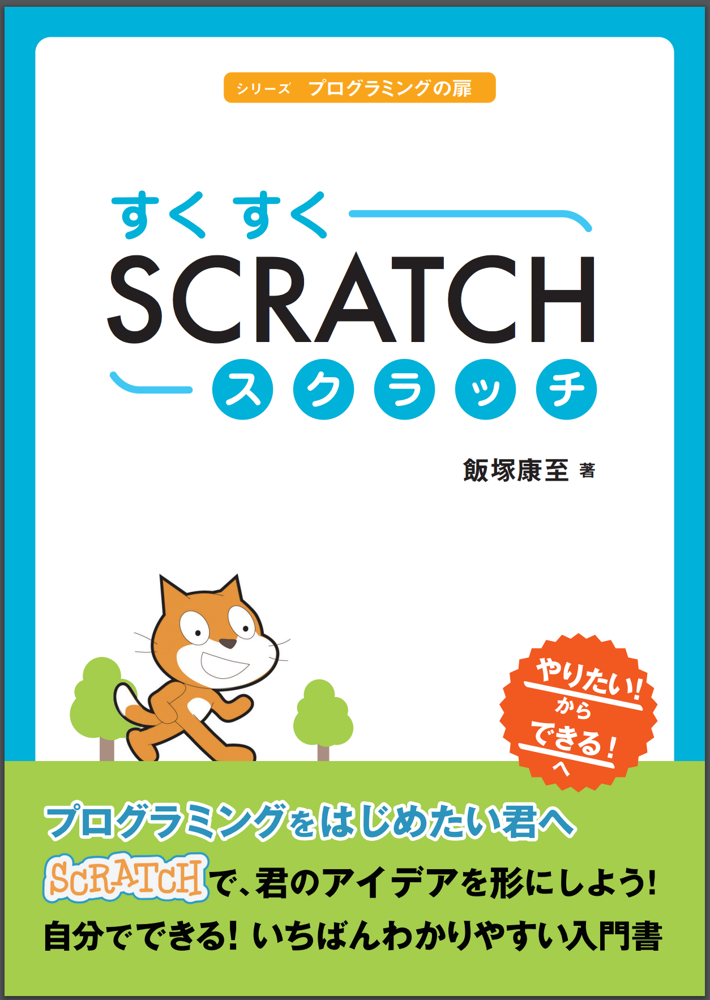 シリーズ プログラミングの扉
すくすく
SCRATCH
スクラッチ
飯塚康至 著
やりたい!
から
できる!
へ
プログラミングをはじめたい君へ
SCRATCHで、君のアイデアを形にしよう!
自分でできる! いちばんわかりやすい入門書